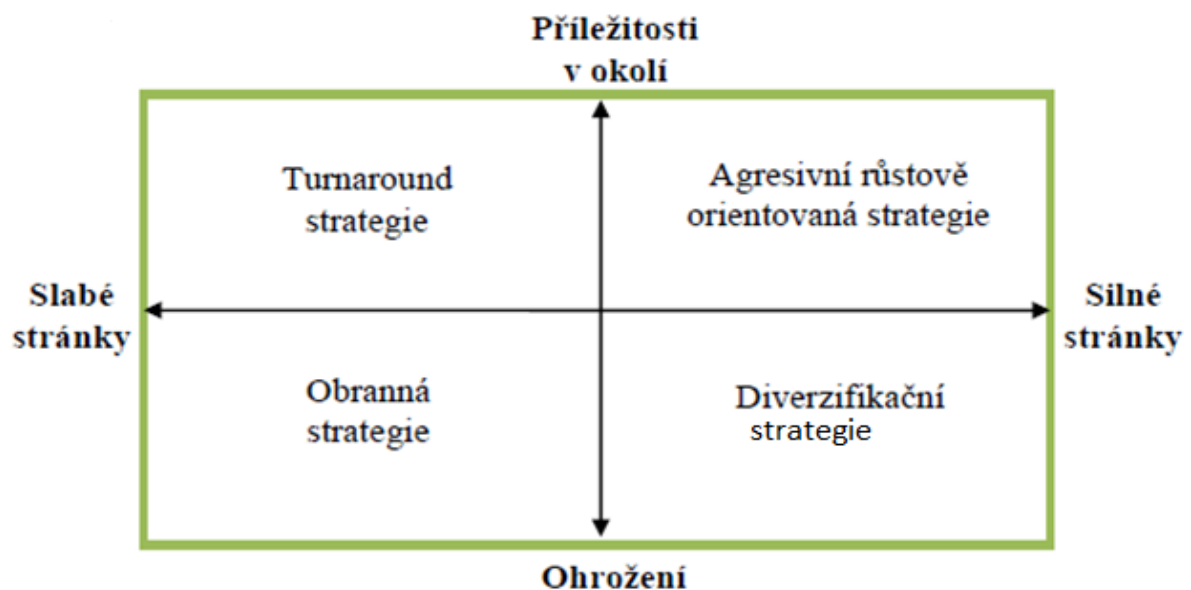 Příležitosti
v okolí
Turnaround
strategie
Agresivní růstově
orientovaná strategie
Slabé
stránky
Silné
stránky
Obranná
strategie
Diverzifikační
strategie
Ohrožení